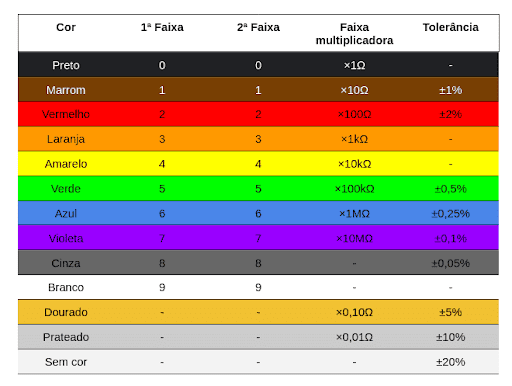 Cor 1ª Faixa 2ª Faixa Faixa multiplicadora Tolerância
Preto 0 0 ×1Ω -
Marrom 1 1 ×10Ω ±1%
Vermelho 2 2 ×100Ω ±2%
Laranja 3 3 ×1kΩ -
Amarelo 4 4 ×10kΩ -
Verde 5 5 ×100kΩ ±0,5%
Azul 6 6 ×1MΩ ±0,25%
Violeta 7 7 ×10MΩ ±0,1%
Cinza 8 8 - ±0,05%
Branco 9 9 - -
Dourado - - ×0,10Ω ±5%
Prateado - - ×0,01Ω ±10%
Sem cor - - - ±20%